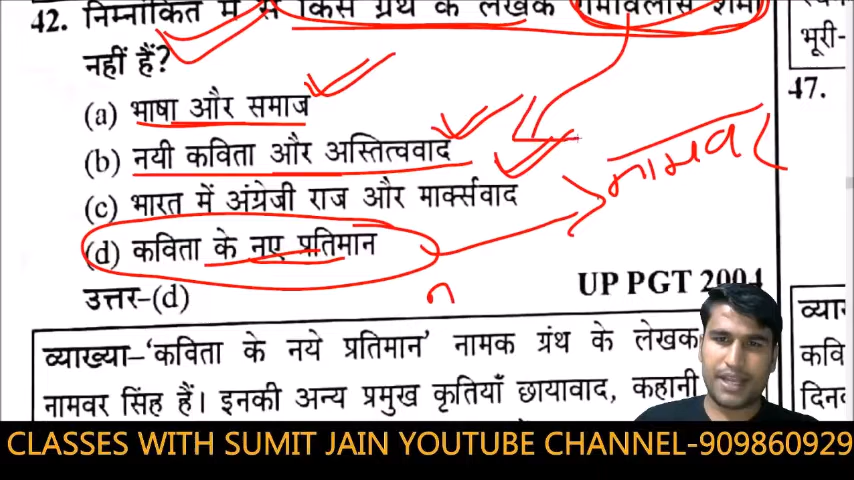 42. निम्नांकित में से किस ग्रंथ के लेखक रामविलास शर्मा
नहीं हैं?
(a) भाषा और समाज
(b) नयी कविता और अस्तित्ववाद
(c) भारत में अंग्रेजी राज और मार्क्सवाद
(d) कविता के नए प्रतिमान
नामवर
उत्तर-(d)
UP PGT 2004
व्याख्या-'कविता के नये प्रतिमान' नामक ग्रंथ के लेखक
नामवर सिंह हैं। इनकी अन्य प्रमुख कृतियाँ छायावाद, कहानी
भूरी-
47.
CLASSES WITH SUMIT JAIN YOUTUBE CHANNEL-909860929